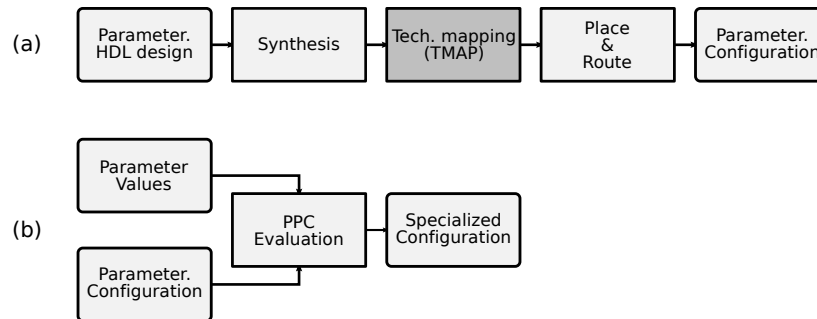 (a)
Parameter.
HDL design
Synthesis
Tech. mapping
(TMAP)
Place
&
Route
Parameter.
Configuration
(b)
Parameter
Values
Parameter.
Configuration
PPC
Evaluation
Specialized
Configuration